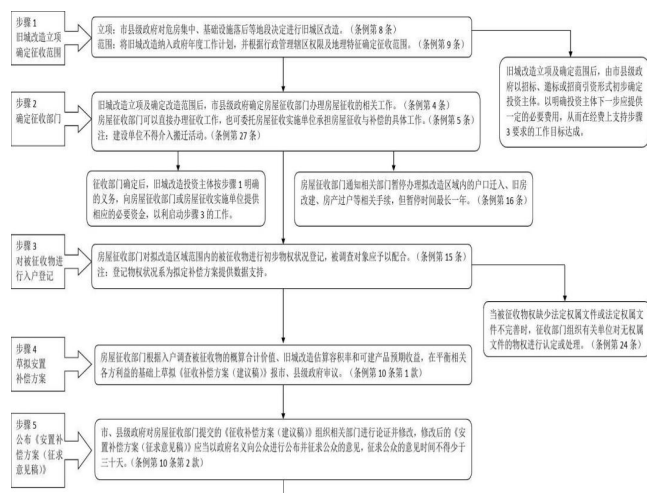 步骤 1
旧城改造立项
确定征收范围
立项：市县级政府对危房集中、基础设施落后等地段决定进行旧城区改造。（条例第 8 条）
范围：将旧城改造纳入政府年度工作计划，并根据行政管理辖区权限及地理特征确定征收范围。（条例第 9 条）
旧城改造立项及确定范围后，由市县级政
府以招标、邀标或招商引资形式初步确
定投资主体。以明确投资主体下一步应提供
一定的必要费用，从而在经费上支持步骤
3 要求的工作目标达成。
步骤 2
确定征收部门
旧城改造立项及确定改造范围后，市县级政府确定房屋征收部门办理房屋征收的相关工作。（条例第 4 条）
房屋征收部门可以直接办理征收工作，也可委托房屋征收实施单位承担房屋征收与补偿的具体工作。（条例第 5 条）
注：建设单位不得介入搬迁活动。（条例第 27 条）
征收部门确定后，旧城改造投资主体按步骤 1 明确
的义务，向房屋征收部门或房屋征收实施单位提供
相应的必要资金，以利启动步骤 3 的工作。
房屋征收部门通知相关部门暂停办理拟改造区域内的户口迁入、旧房
改建、房产过户等相关手续，但暂停时间最长一年。（条例第 16 条）
步骤 3
对被征收物进
行入户登记
房屋征收部门对拟改造区域范围内的被征收物进行初步物权状况登记，被调查对象应予以配合。（条例第 15 条）
注：登记物权状况系为拟定补偿方案提供数据支持。
当被征收物权缺少法定权属文件或法定权属文
件不完善时，征收部门组织有关单位对无权属
文件的物权进行认定或处理。（条例第 24 条）
步骤 4
草拟安置
补偿方案
房屋征收部门根据入户调查被征收物的概算合计价值、旧城改造估算容积率和可建产品预期收益，在平衡相关
各方利益的基础上草拟《征收补偿方案（建议稿）》报市、县级政府审议。（条例第 10 条第 1 款）
步骤 5
公布《安置补
偿方案（征求
意见稿）》
市、县级政府对房屋征收部门提交的《征收补偿方案（建议稿）》组织相关部门进行论证并修改，修改后的《安
置补偿方案（征求意见稿）》应当以政府名义向公众进行公布并征求公众的意见，征求公众的意见时间不得少于
三十天。（条例第 10 条第 2 款）